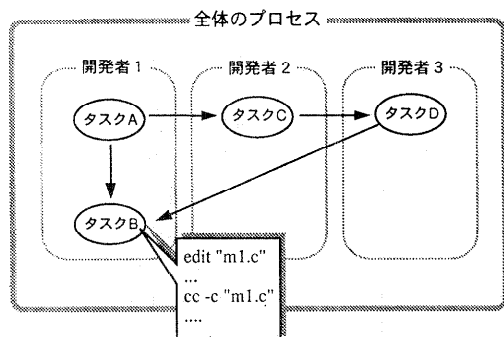 全体のプロセス
開発者1
開発者2
開発者3
タスクA
タスクC
タスクD
タスクB
edit "m1.c"
...
cc -c "m1.c"
....